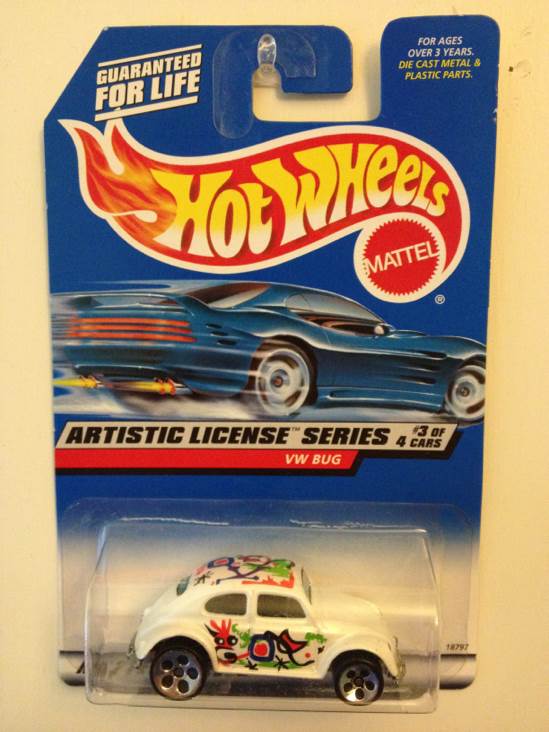 GUARANTEED
FOR LIFE
FOR AGES
OVER 3 YEARS.
DIE CAST METAL &
PLASTIC PARTS.
HOT WHEELS
MATTEL
®
ARTISTIC LICENSE™ SERIES #3 OF
4 CARS
VW BUG
18797